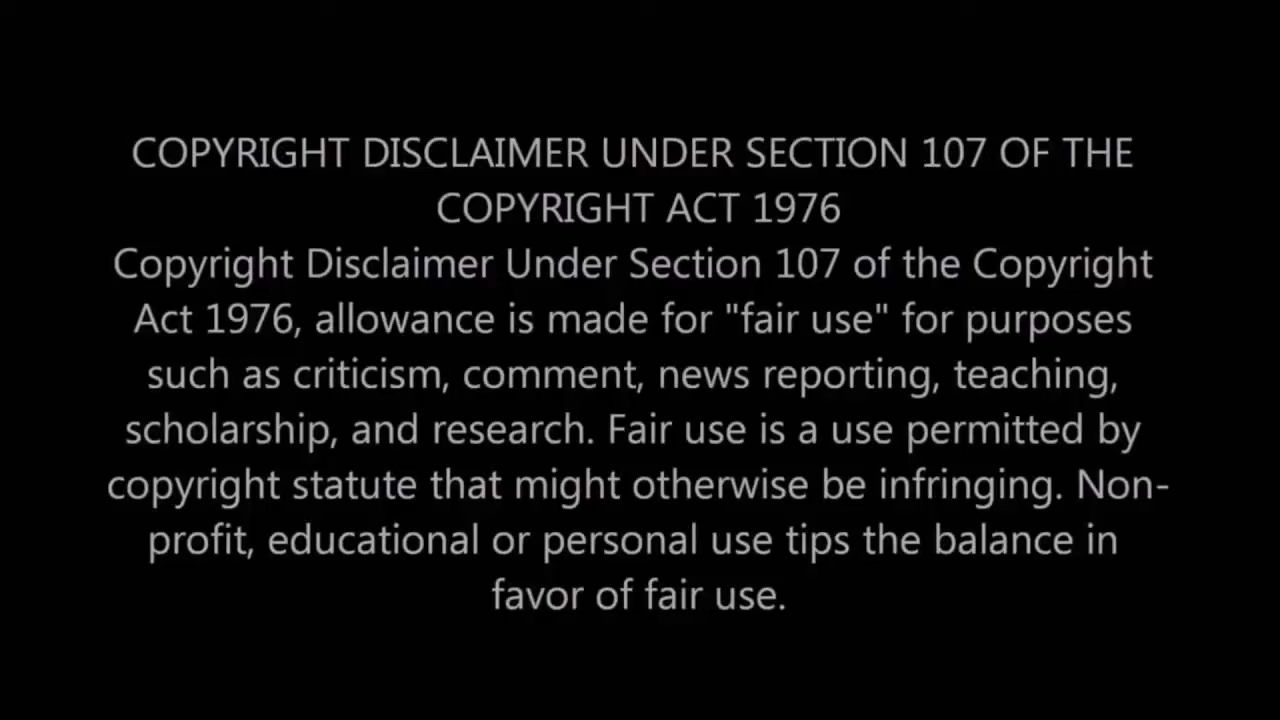 COPYRIGHT DISCLAIMER UNDER SECTION 107 OF THE
COPYRIGHT ACT 1976
Copyright Disclaimer Under Section 107 of the Copyright
Act 1976, allowance is made for "fair use" for purposes
such as criticism, comment, news reporting, teaching,
scholarship, and research. Fair use is a use permitted by
copyright statute that might otherwise be infringing. Non-
profit, educational or personal use tips the balance in
favor of fair use.